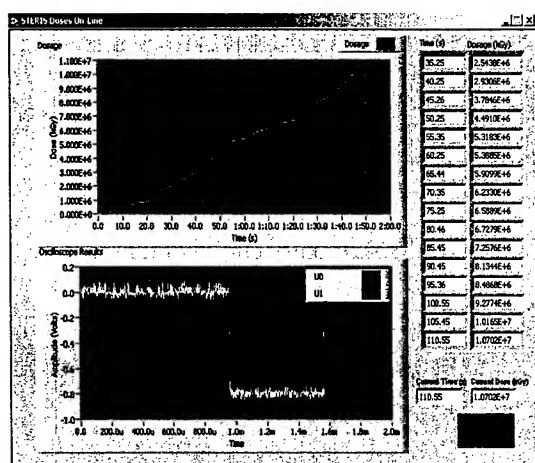 STERIS Doses On-Line
Dosage
Dosage
1.100E+7
1.000E+7
9.000E+6
8.000E+6
7.000E+6
6.000E+6
5.000E+6
4.000E+6
3.000E+6
2.000E+6
1.000E+6
0.000E+0
Dose (kGy)
0.0 10.0 20.0 30.0 40.0 50.0 1:00.0 1:10.0 1:20.0 1:30.0 1:40.0 1:50.0 2:00.0
Time (s)
Oscilloscope Results
U0
U1
0.2
0.0
-0.2
-0.4
-0.6
-0.8
-1.0
Amplitude (Volts)
0.0 200.0u 400.0u 600.0u 800.0u 1.0m 1.2m 1.4m 1.6m 1.8m 2.0m
Time
Time (s) Dosage (kGy)
35.25 2.5438E+6
40.25 2.9306E+6
45.26 3.7846E+6
50.25 4.4910E+6
55.36 5.3183E+6
60.25 5.3885E+6
65.44 5.9099E+6
70.35 6.2330E+6
75.25 6.5889E+6
80.46 6.7279E+6
85.45 7.2576E+6
90.45 8.1344E+6
95.36 8.4868E+6
100.55 9.2774E+6
105.45 1.0165E+7
110.55 1.0702E+7
Current Time (s) Current Dose (kGy)
110.55 1.0702E+7